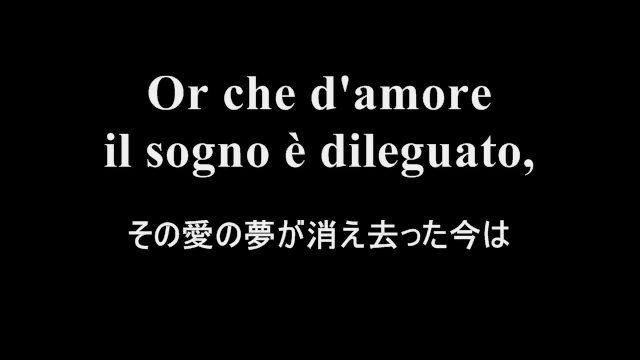 Or che d'amore
il sogno è dileguato,
その愛の夢が消え去った今は